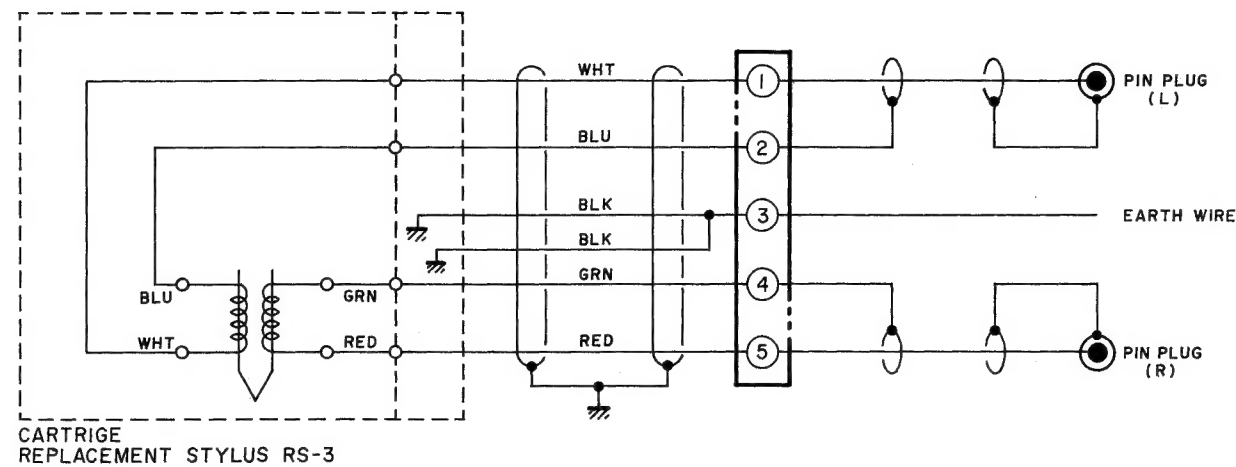 WHT
1
PIN PLUG
(L)
BLU
2
BLK
3
EARTH WIRE
BLK
GRN
4
BLU
GRN
WHT
RED
RED
5
PIN PLUG
(R)
CARTRIGE
REPLACEMENT STYLUS RS-3